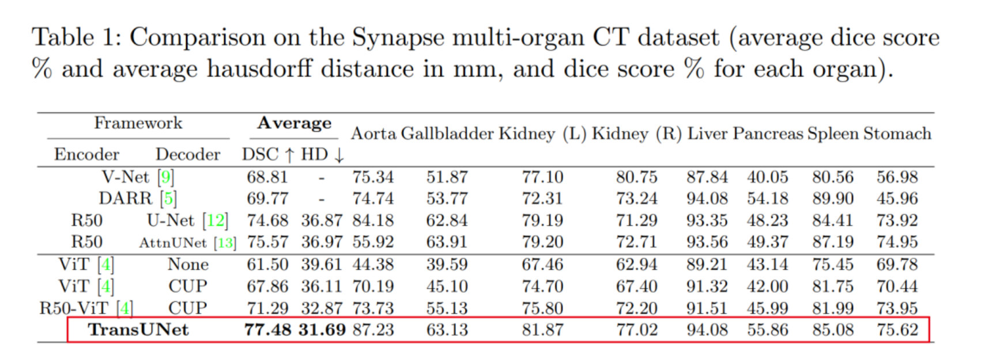 Table 1: Comparison on the Synapse multi-organ CT dataset (average dice score
% and average hausdorff distance in mm, and dice score % for each organ).
Framework Average
Aorta Gallbladder Kidney (L) Kidney (R) Liver Pancreas Spleen Stomach
Encoder Decoder DSC ↑ HD ↓
V-Net [9] 68.81 - 75.34 51.87 77.10 80.75 87.84 40.05 80.56 56.98
DARR [5] 69.77 - 74.74 53.77 72.31 73.24 94.08 54.18 89.90 45.96
R50 U-Net [12] 74.68 36.87 84.18 62.84 79.19 71.29 93.35 48.23 84.41 73.92
R50 AttnUNet [13] 75.57 36.97 55.92 63.91 79.20 72.71 93.56 49.37 87.19 74.95
ViT [4] None 61.50 39.61 44.38 39.59 67.46 62.94 89.21 43.14 75.45 69.78
ViT [4] CUP 67.86 36.11 70.19 45.10 74.70 67.40 91.32 42.00 81.75 70.44
R50-ViT [4] CUP 71.29 32.87 73.73 55.13 75.80 72.20 91.51 45.99 81.99 73.95
TransUNet 77.48 31.69 87.23 63.13 81.87 77.02 94.08 55.86 85.08 75.62